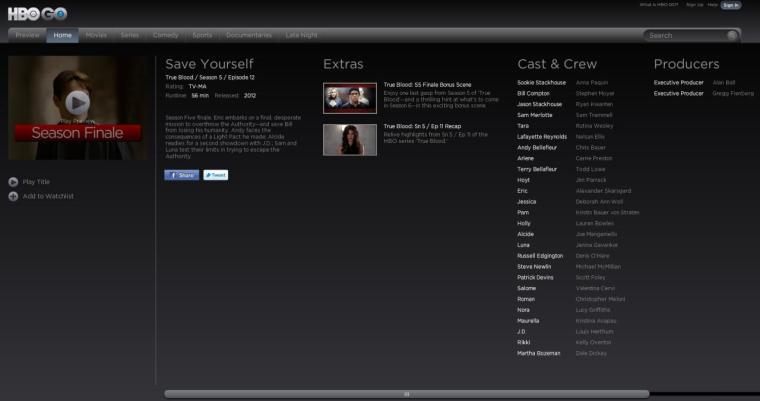 What is HBO GO? Sign Up Help Sign In
HBO GO
Preview Home Movies Series Comedy Sports Documentaries Late Night
Search
Play Preview
Season Finale
Play Title
Add to Watchlist
Save Yourself
True Blood / Season 5 / Episode 12
Rating: TV-MA
Runtime: 56 min Released: 2012
Season Five finale. Eric embarks on a final, desperate
mission to overthrow the Authority—and save Bill
from losing his humanity. Andy faces the
consequences of a Light Pact he made; Alcide
readies for a second showdown with J.D.; Sam and
Luna test their limits in trying to escape the
Authority.
Share
Tweet
Extras
True Blood: S5 Finale Bonus Scene
Enjoy one last gasp from Season 5 of 'True
Blood'—and a thrilling hint at what's to come
in Season 6—in this exciting bonus scene.
True Blood: Sn 5 / Ep 11 Recap
Relive highlights from Sn 5 / Ep 11 of the
HBO series 'True Blood.'
Cast & Crew
Sookie Stackhouse Anna Paquin
Bill Compton Stephen Moyer
Jason Stackhouse Ryan Kwanten
Sam Merlotte Sam Trammell
Tara Rutina Wesley
Lafayette Reynolds Nelsan Ellis
Andy Bellefleur Chris Bauer
Arlene Carrie Preston
Terry Bellefleur Todd Lowe
Hoyt Jim Parrack
Eric Alexander Skarsgard
Jessica Deborah Ann Woll
Pam Kristin Bauer van Straten
Holly Lauren Bowles
Alcide Joe Manganiello
Luna Janina Gavankar
Russell Edgington Denis O'Hare
Steve Newlin Michael McMillian
Patrick Devins Scott Foley
Salome Valentina Cervi
Roman Christopher Meloni
Nora Lucy Griffiths
Maurella Kristina Anapau
J.D. Louis Herthum
Rikki Kelly Overton
Martha Bozeman Dale Dickey
Producers
Executive Producer Alan Ball
Executive Producer Gregg Fienberg